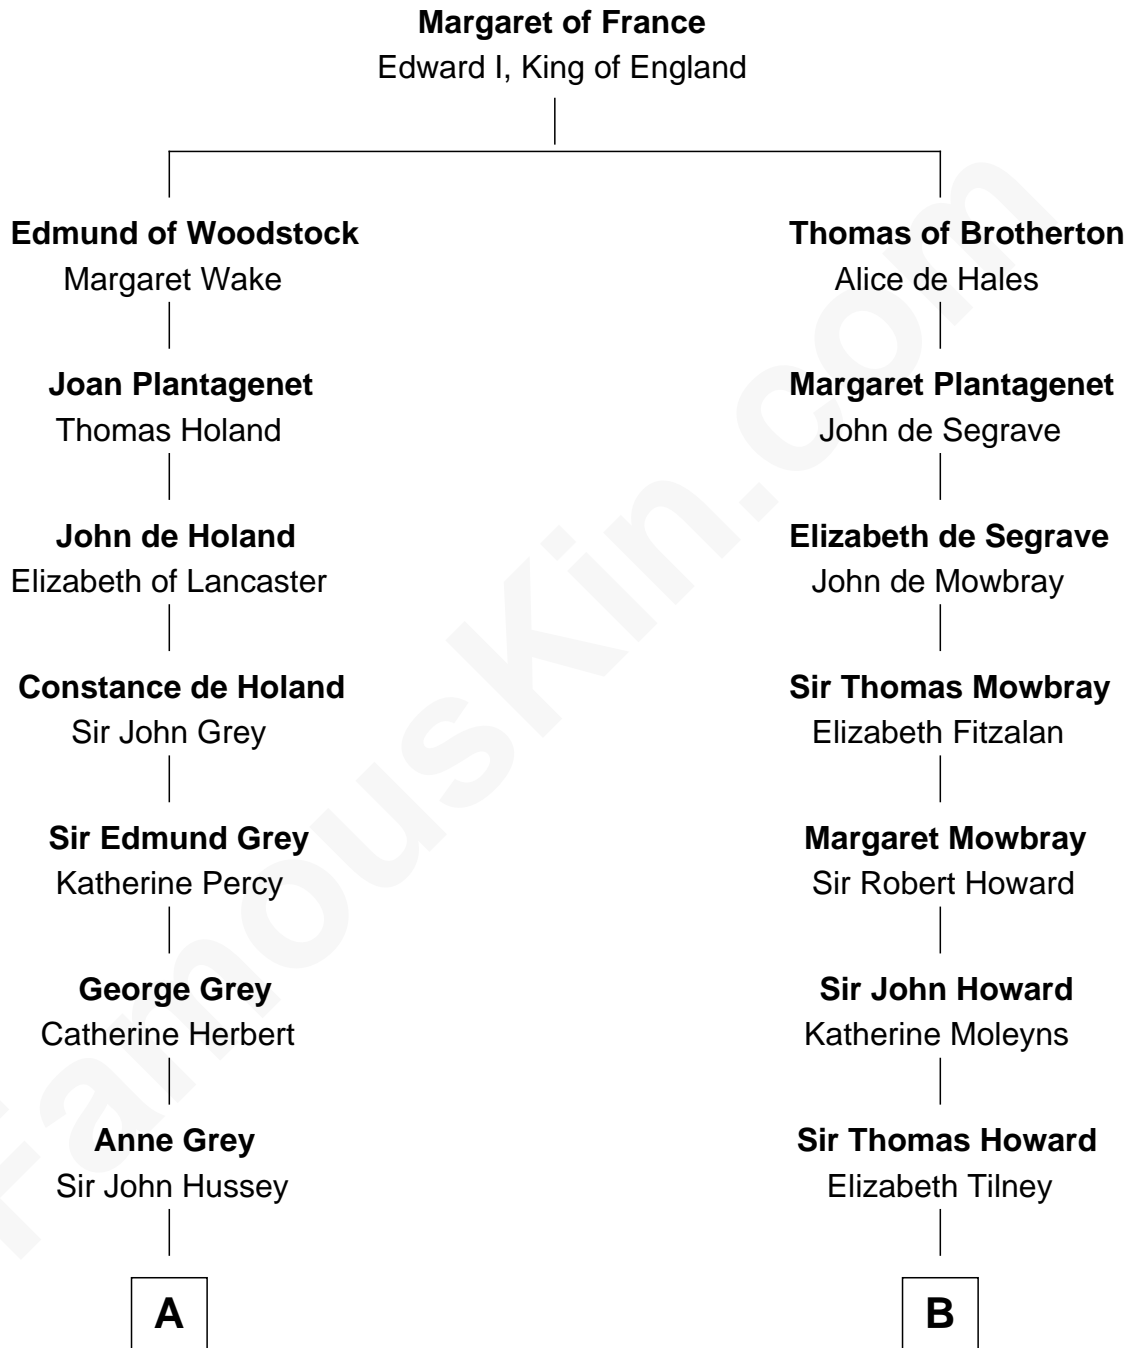 Margaret of France
Edward I, King of England
Edmund of Woodstock
Margaret Wake
Thomas of Brotherton
Alice de Hales
Joan Plantagenet
Thomas Holand
Margaret Plantagenet
John de Segrave
John de Holand
Elizabeth of Lancaster
Elizabeth de Segrave
John de Mowbray
Constance de Holand
Sir John Grey
Sir Thomas Mowbray
Elizabeth Fitzalan
Sir Edmund Grey
Katherine Percy
Margaret Mowbray
Sir Robert Howard
George Grey
Catherine Herbert
Sir John Howard
Katherine Moleyns
Anne Grey
Sir John Hussey
Sir Thomas Howard
Elizabeth Tilney
A
B
FamousKin.com